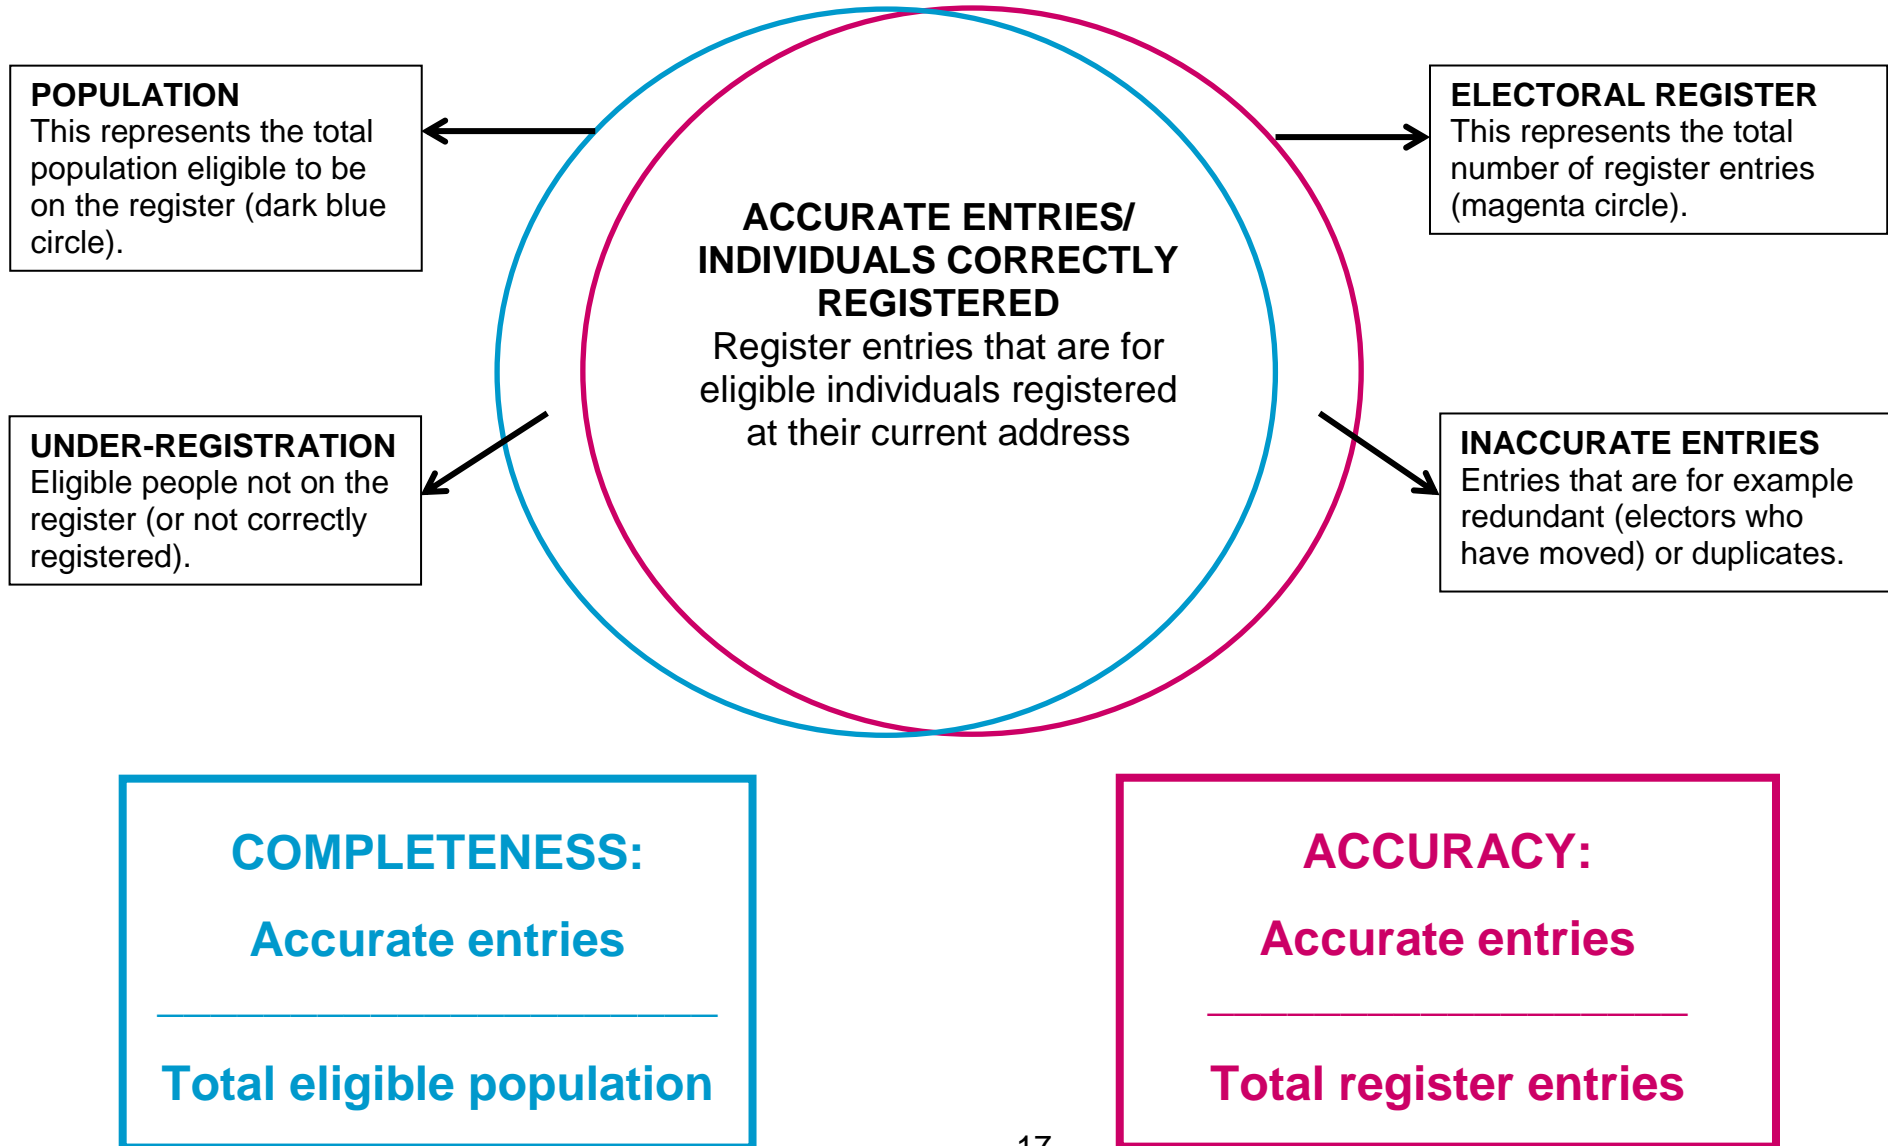 POPULATION
This represents the total
population eligible to be
on the register (dark blue
circle).
ELECTORAL REGISTER
This represents the total
number of register entries
(magenta circle).
ACCURATE ENTRIES/
INDIVIDUALS CORRECTLY
REGISTERED
Register entries that are for
eligible individuals registered
at their current address
UNDER-REGISTRATION
Eligible people not on the
register (or not correctly
registered).
INACCURATE ENTRIES
Entries that are for example
redundant (electors who
have moved) or duplicates.
COMPLETENESS:
Accurate entries
Total eligible population
ACCURACY:
Accurate entries
Total register entries
17